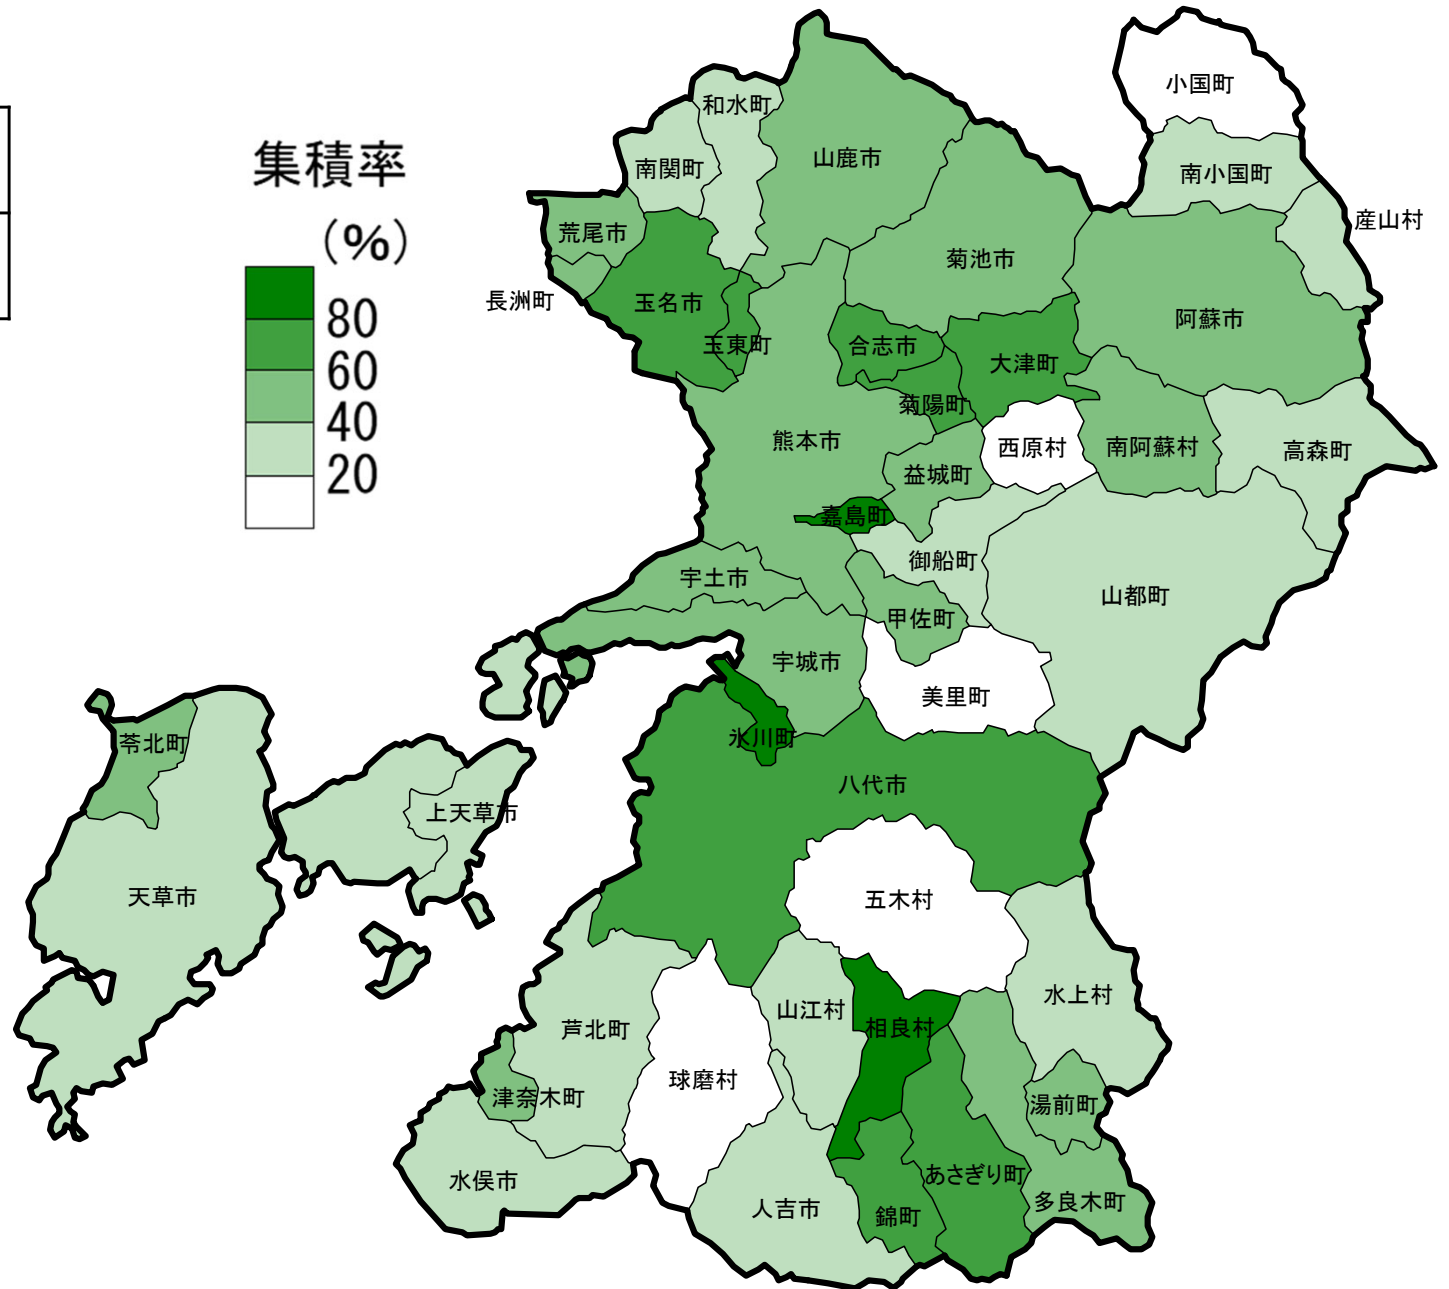 集積率
(%)
80
60
40
20
小国町
和水町
山鹿市
南関町
南小国町
産山村
荒尾市
菊池市
長洲町
玉名市
阿蘇市
玉東町
合志市
大津町
菊陽町
熊本市
西原村
南阿蘇村
高森町
益城町
嘉島町
御船町
宇土市
山都町
甲佐町
宇城市
美里町
氷川町
苓北町
八代市
上天草市
天草市
五木村
水上村
山江村
相良村
芦北町
球磨村
津奈木町
湯前町
水俣市
あさぎり町
多良木町
人吉市
錦町